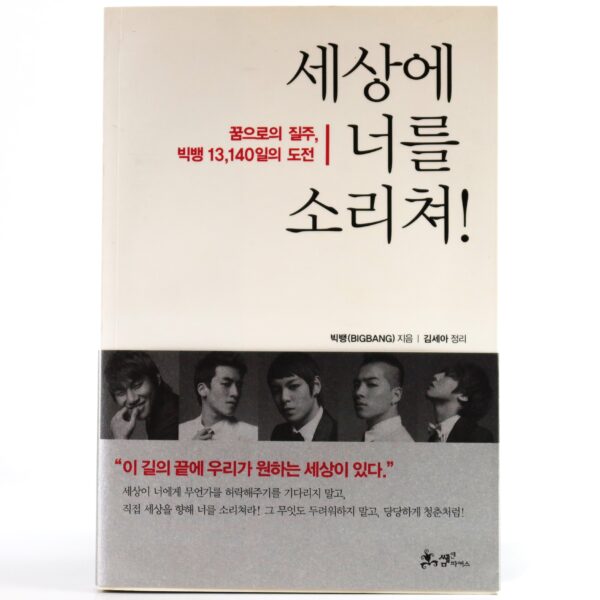 세상에
너를
소리쳐!
꿈으로의 질주,
빅뱅 13,140일의 도전
빅뱅(BIGBANG) 지음 | 김세아 정리
“이 길의 끝에 우리가 원하는 세상이 있다.”
세상이 너에게 무언가를 허락해주기를 기다리지 말고,
직접 세상을 향해 너를 소리쳐라! 그 무엇도 두려워하지 말고, 당당하게 청춘처럼!
쌤앤파커스